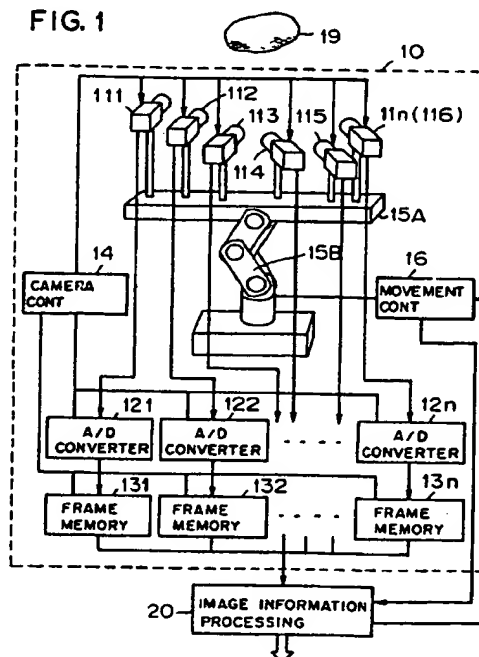 FIG. 1
19
10
111
112
113
114
115
11n(116)
15A
15B
14
CAMERA
CONT
16
MOVEMENT
CONT
121
A/D
CONVERTER
122
A/D
CONVERTER
12n
A/D
CONVERTER
131
FRAME
MEMORY
132
FRAME
MEMORY
13n
FRAME
MEMORY
20
IMAGE INFORMATION
PROCESSING